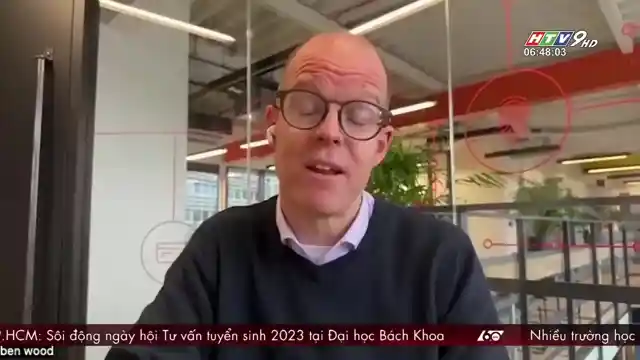 HTV9 HD
06:48:03
P.HCM: Sôi động ngày hội Tư vấn tuyển sinh 2023 tại Đại học Bách Khoa 60 Nhiều trường học
ben wood